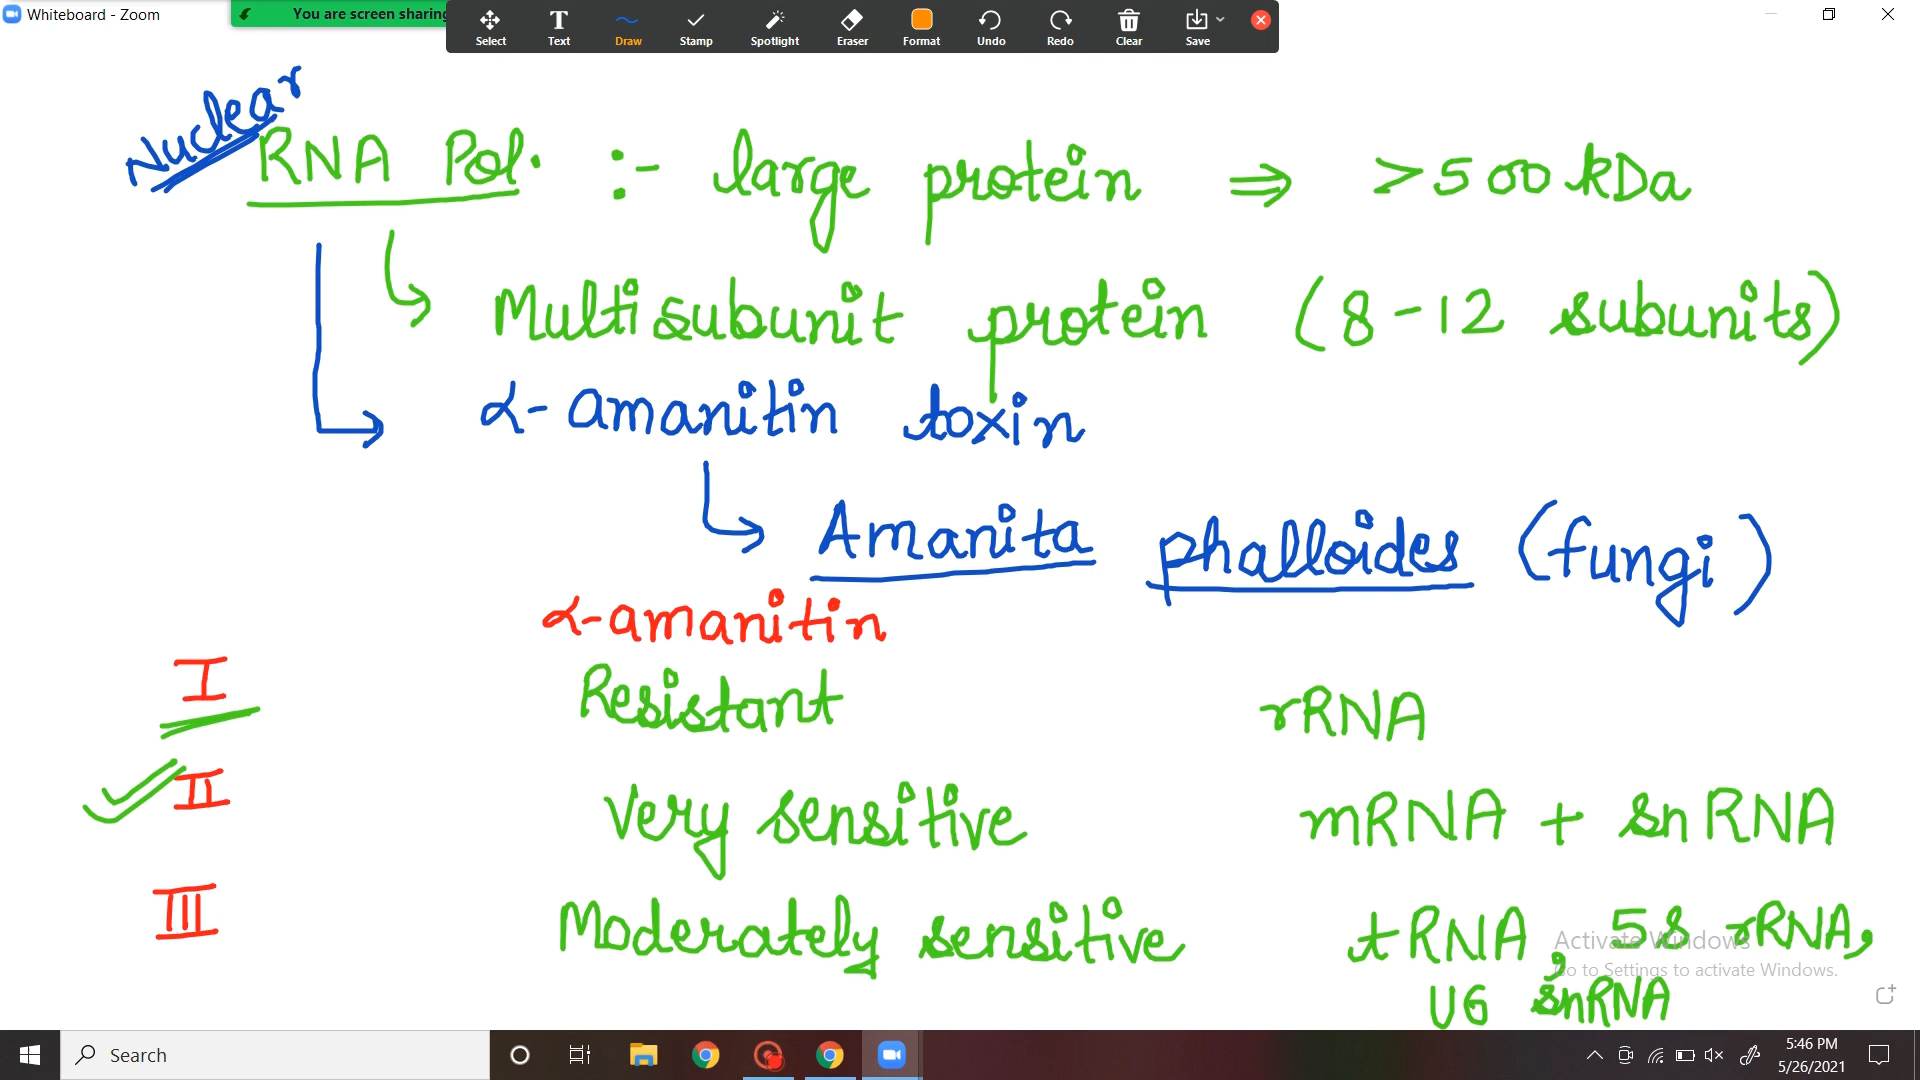 Whiteboard - Zoom
You are screen sharing
Select Text Draw Stamp Spotlight Eraser Format Undo Redo Clear Save
Nuclear
RNA Pol. :- large protein ⇒ >500 kDa
Multisubunit protein (8-12 subunits)
α-amanitin toxin
Amanita phalloides (fungi)
α-amanitin
I Resistant rRNA
II Very sensitive mRNA + snRNA
III Moderately sensitive tRNA, 5S rRNA,
U6 snRNA
Activate Windows
Go to Settings to activate Windows.
Search
5:46 PM
5/26/2021